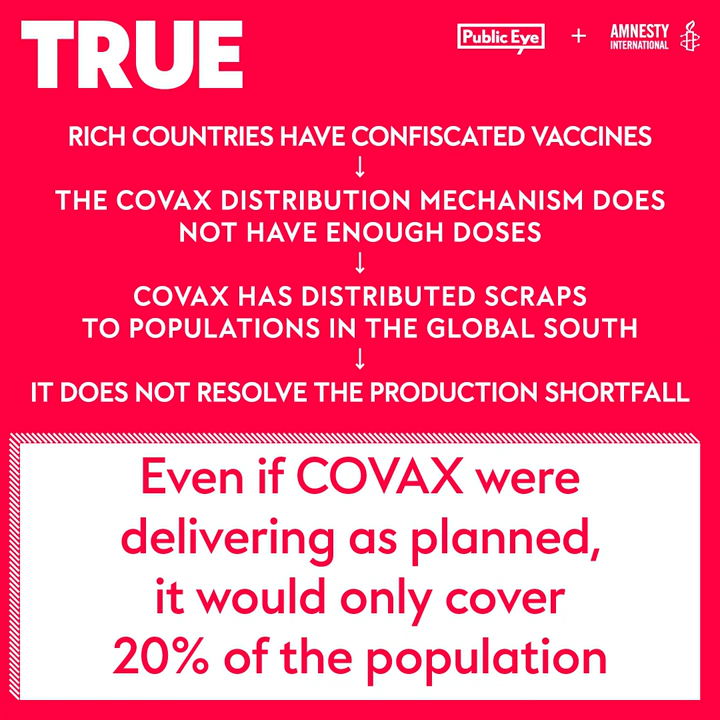 TRUE
Public Eye + AMNESTY INTERNATIONAL
RICH COUNTRIES HAVE CONFISCATED VACCINES
↓
THE COVAX DISTRIBUTION MECHANISM DOES
NOT HAVE ENOUGH DOSES
↓
COVAX HAS DISTRIBUTED SCRAPS
TO POPULATIONS IN THE GLOBAL SOUTH
↓
IT DOES NOT RESOLVE THE PRODUCTION SHORTFALL
Even if COVAX were
delivering as planned,
it would only cover
20% of the population